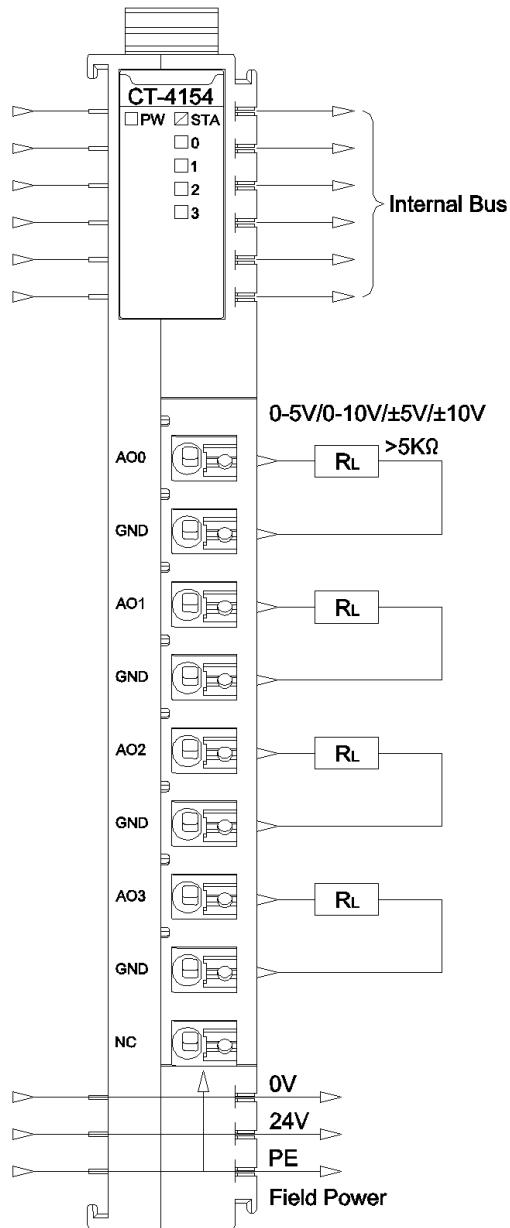 CT-4154
PW STA
0
1
2
3
Internal Bus
0-5V/0-10V/±5V/±10V
AO0 RL >5KΩ
GND
AO1 RL
GND
AO2 RL
GND
AO3 RL
GND
NC
0V
24V
PE
Field Power